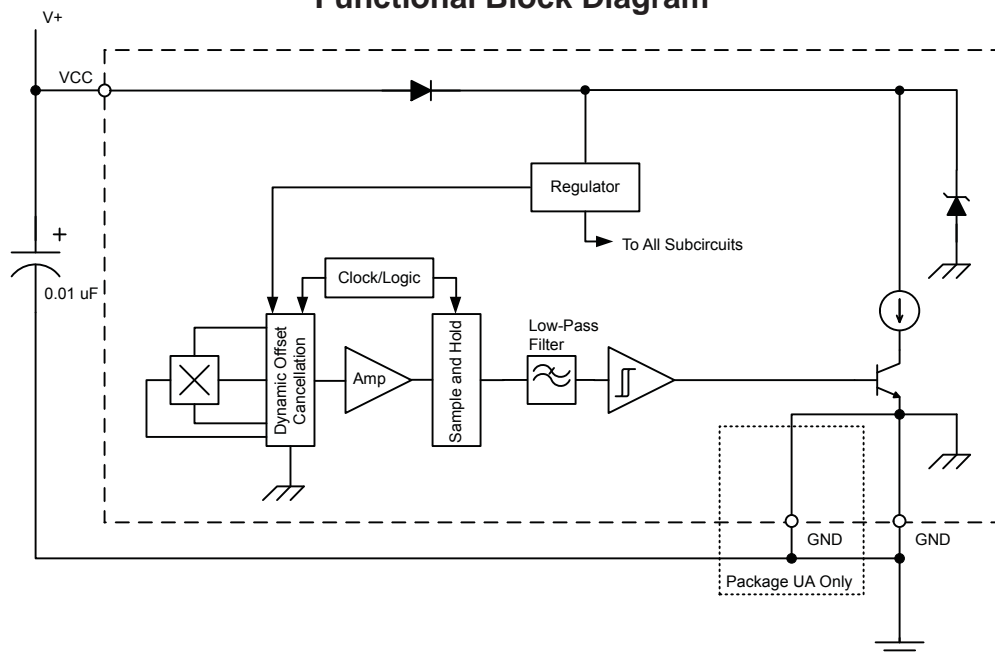 Functional Block Diagram
V+
VCC
Regulator
To All Subcircuits
+
0.01 uF
Clock/Logic
Dynamic Offset
Cancellation
Amp
Sample and Hold
Low-Pass
Filter
GND
GND
Package UA Only